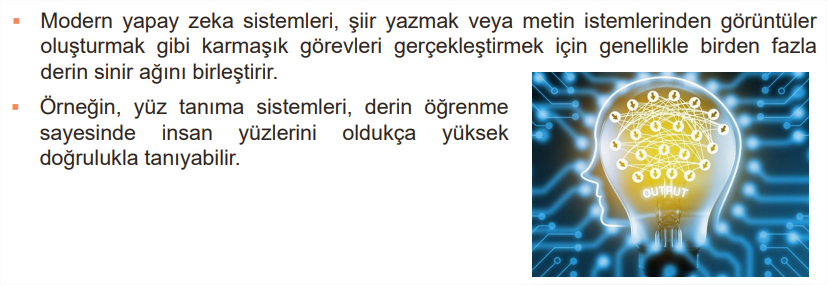 ▪ Modern yapay zeka sistemleri, şiir yazmak veya metin istemlerinden görüntüler
oluşturmak gibi karmaşık görevleri gerçekleştirmek için genellikle birden fazla
derin sinir ağını birleştirir.
▪ Örneğin, yüz tanıma sistemleri, derin öğrenme
sayesinde insan yüzlerini oldukça yüksek
doğrulukla tanıyabilir.
OUTPUT